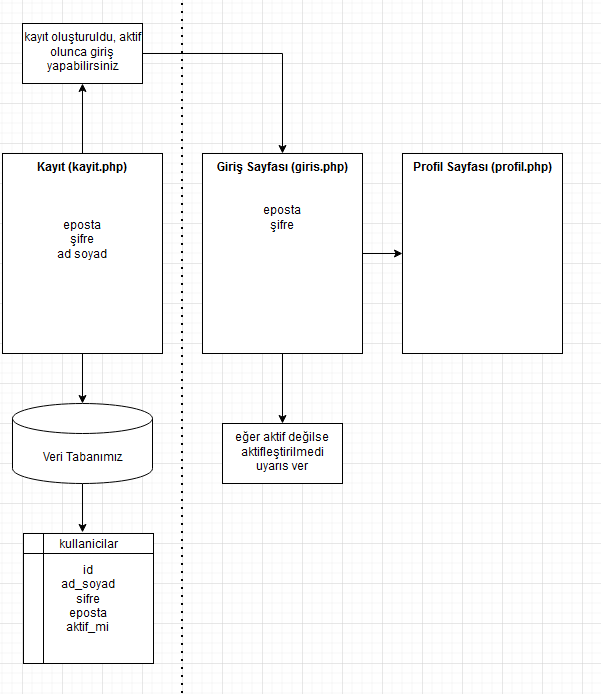 kayıt oluşturuldu, aktif
olunca giriş
yapabilirsiniz
Kayıt (kayit.php)
eposta
şifre
ad soyad
Giriş Sayfası (giris.php)
eposta
şifre
Profil Sayfası (profil.php)
Veri Tabanımız
eğer aktif değilse
aktifleştirilmedi
uyarıs ver
kullanicilar
id
ad_soyad
sifre
eposta
aktif_mi